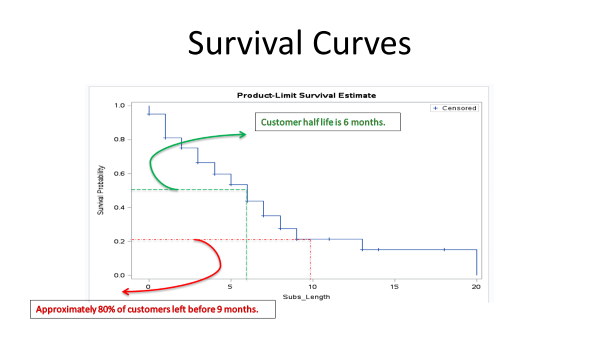 Survival Curves
Product-Limit Survival Estimate
+ Censored
Customer half life is 6 months.
1.0
0.8
0.6
0.4
0.2
0.0
Survival Probability
0 5 10 15 20
Subs_Length
Approximately 80% of customers left before 9 months.